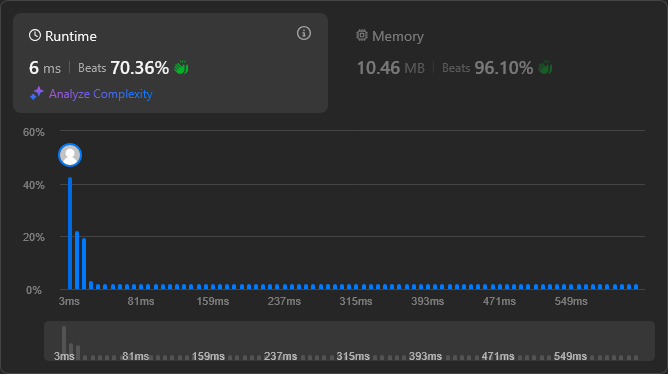 Runtime
6 ms | Beats 70.36%
Analyze Complexity
Memory
10.46 MB | Beats 96.10%
60%
40%
20%
0%
3ms 81ms 159ms 237ms 315ms 393ms 471ms 549ms
3ms 81ms 159ms 237ms 315ms 393ms 471ms 549ms